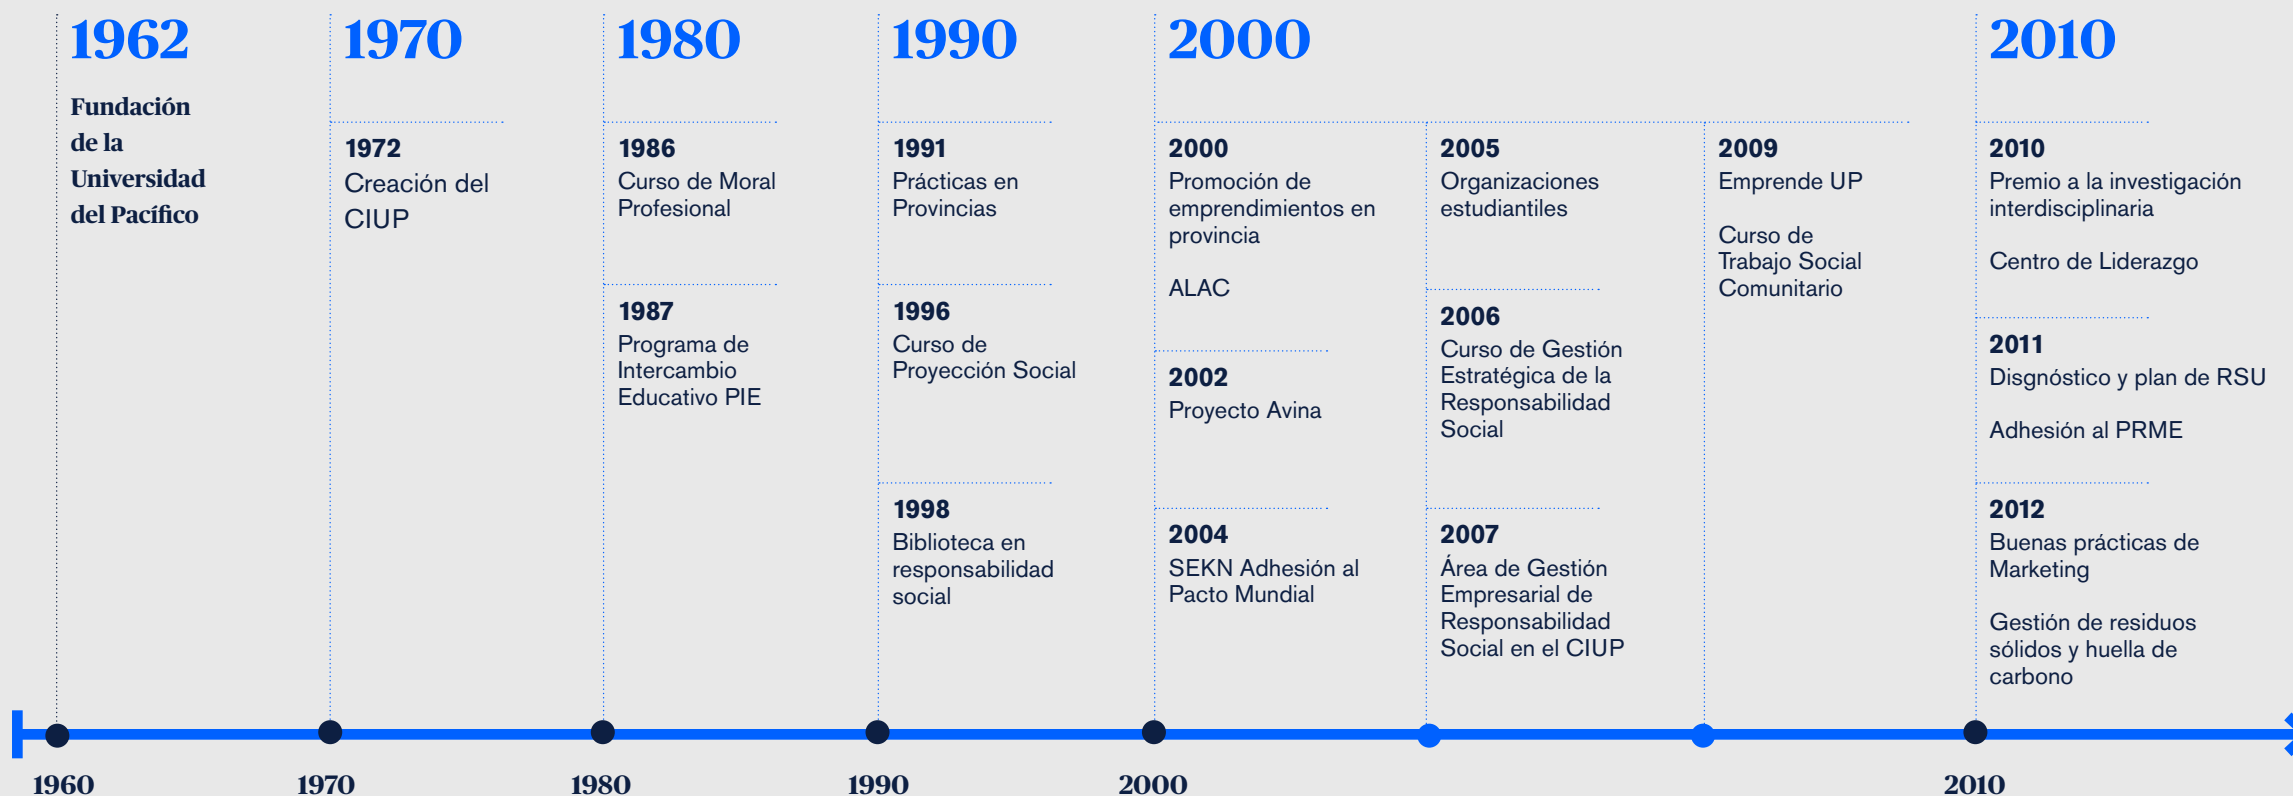 1962
Fundación
de la
Universidad
del Pacífico
1970
1972
Creación del
CIUP
1980
1986
Curso de Moral
Profesional
1987
Programa de
Intercambio
Educativo PIE
1990
1991
Prácticas en
Provincias
1996
Curso de
Proyección Social
1998
Biblioteca en
responsabilidad
social
2000
2000
Promoción de
emprendimientos en
provincia
ALAC
2002
Proyecto Avina
2004
SEKN Adhesión al
Pacto Mundial
2005
Organizaciones
estudiantiles
2006
Curso de Gestión
Estratégica de la
Responsabilidad
Social
2007
Área de Gestión
Empresarial de
Responsabilidad
Social en el CIUP
2009
Emprende UP
Curso de
Trabajo Social
Comunitario
2010
2010
Premio a la investigación
interdisciplinaria
Centro de Liderazgo
2011
Disgnóstico y plan de RSU
Adhesión al PRME
2012
Buenas prácticas de
Marketing
Gestión de residuos
sólidos y huella de
carbono
1960
1970
1980
1990
2000
2010